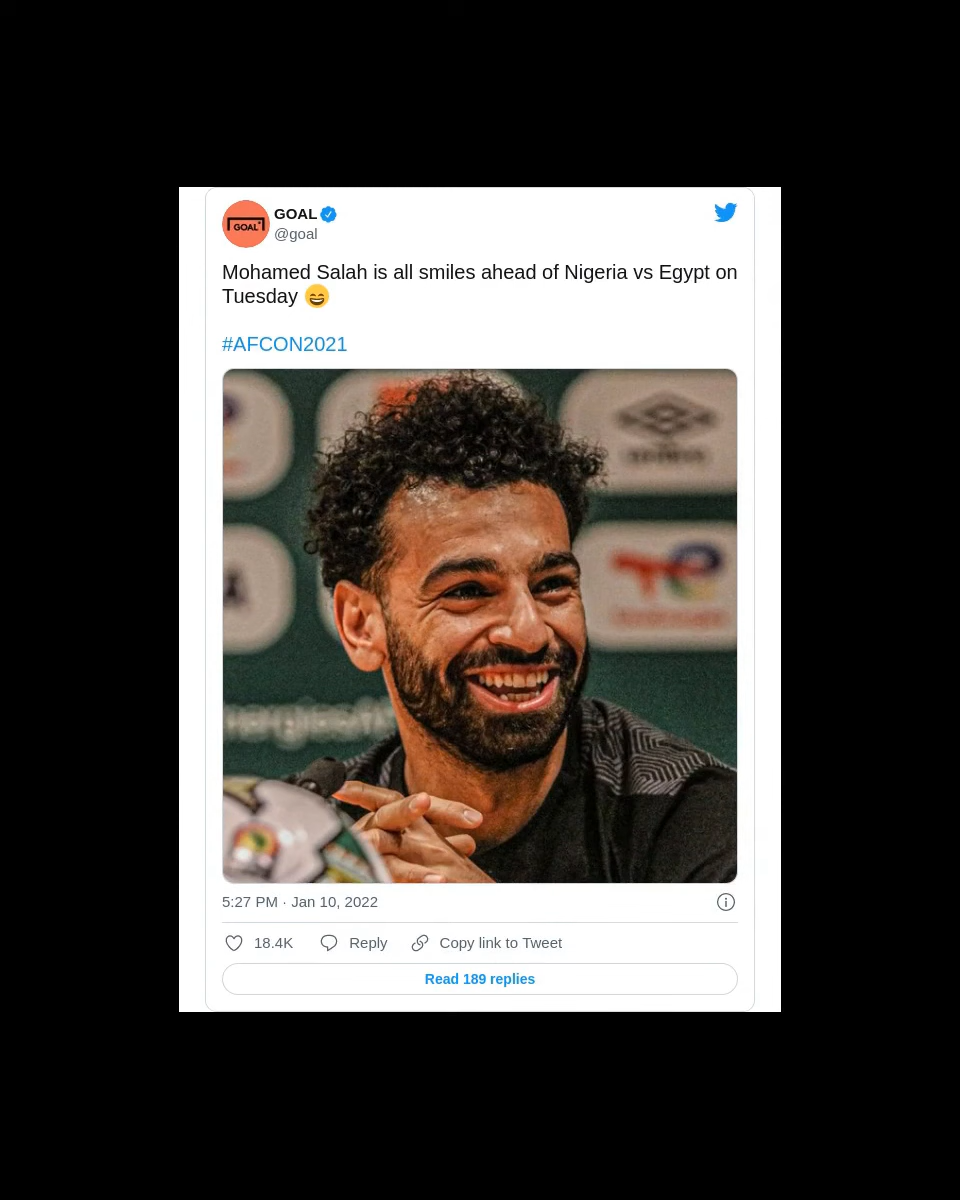 GOAL
GOAL
@goal
Mohamed Salah is all smiles ahead of Nigeria vs Egypt on
Tuesday 😄
#AFCON2021
5:27 PM · Jan 10, 2022
18.4K Reply Copy link to Tweet
Read 189 replies